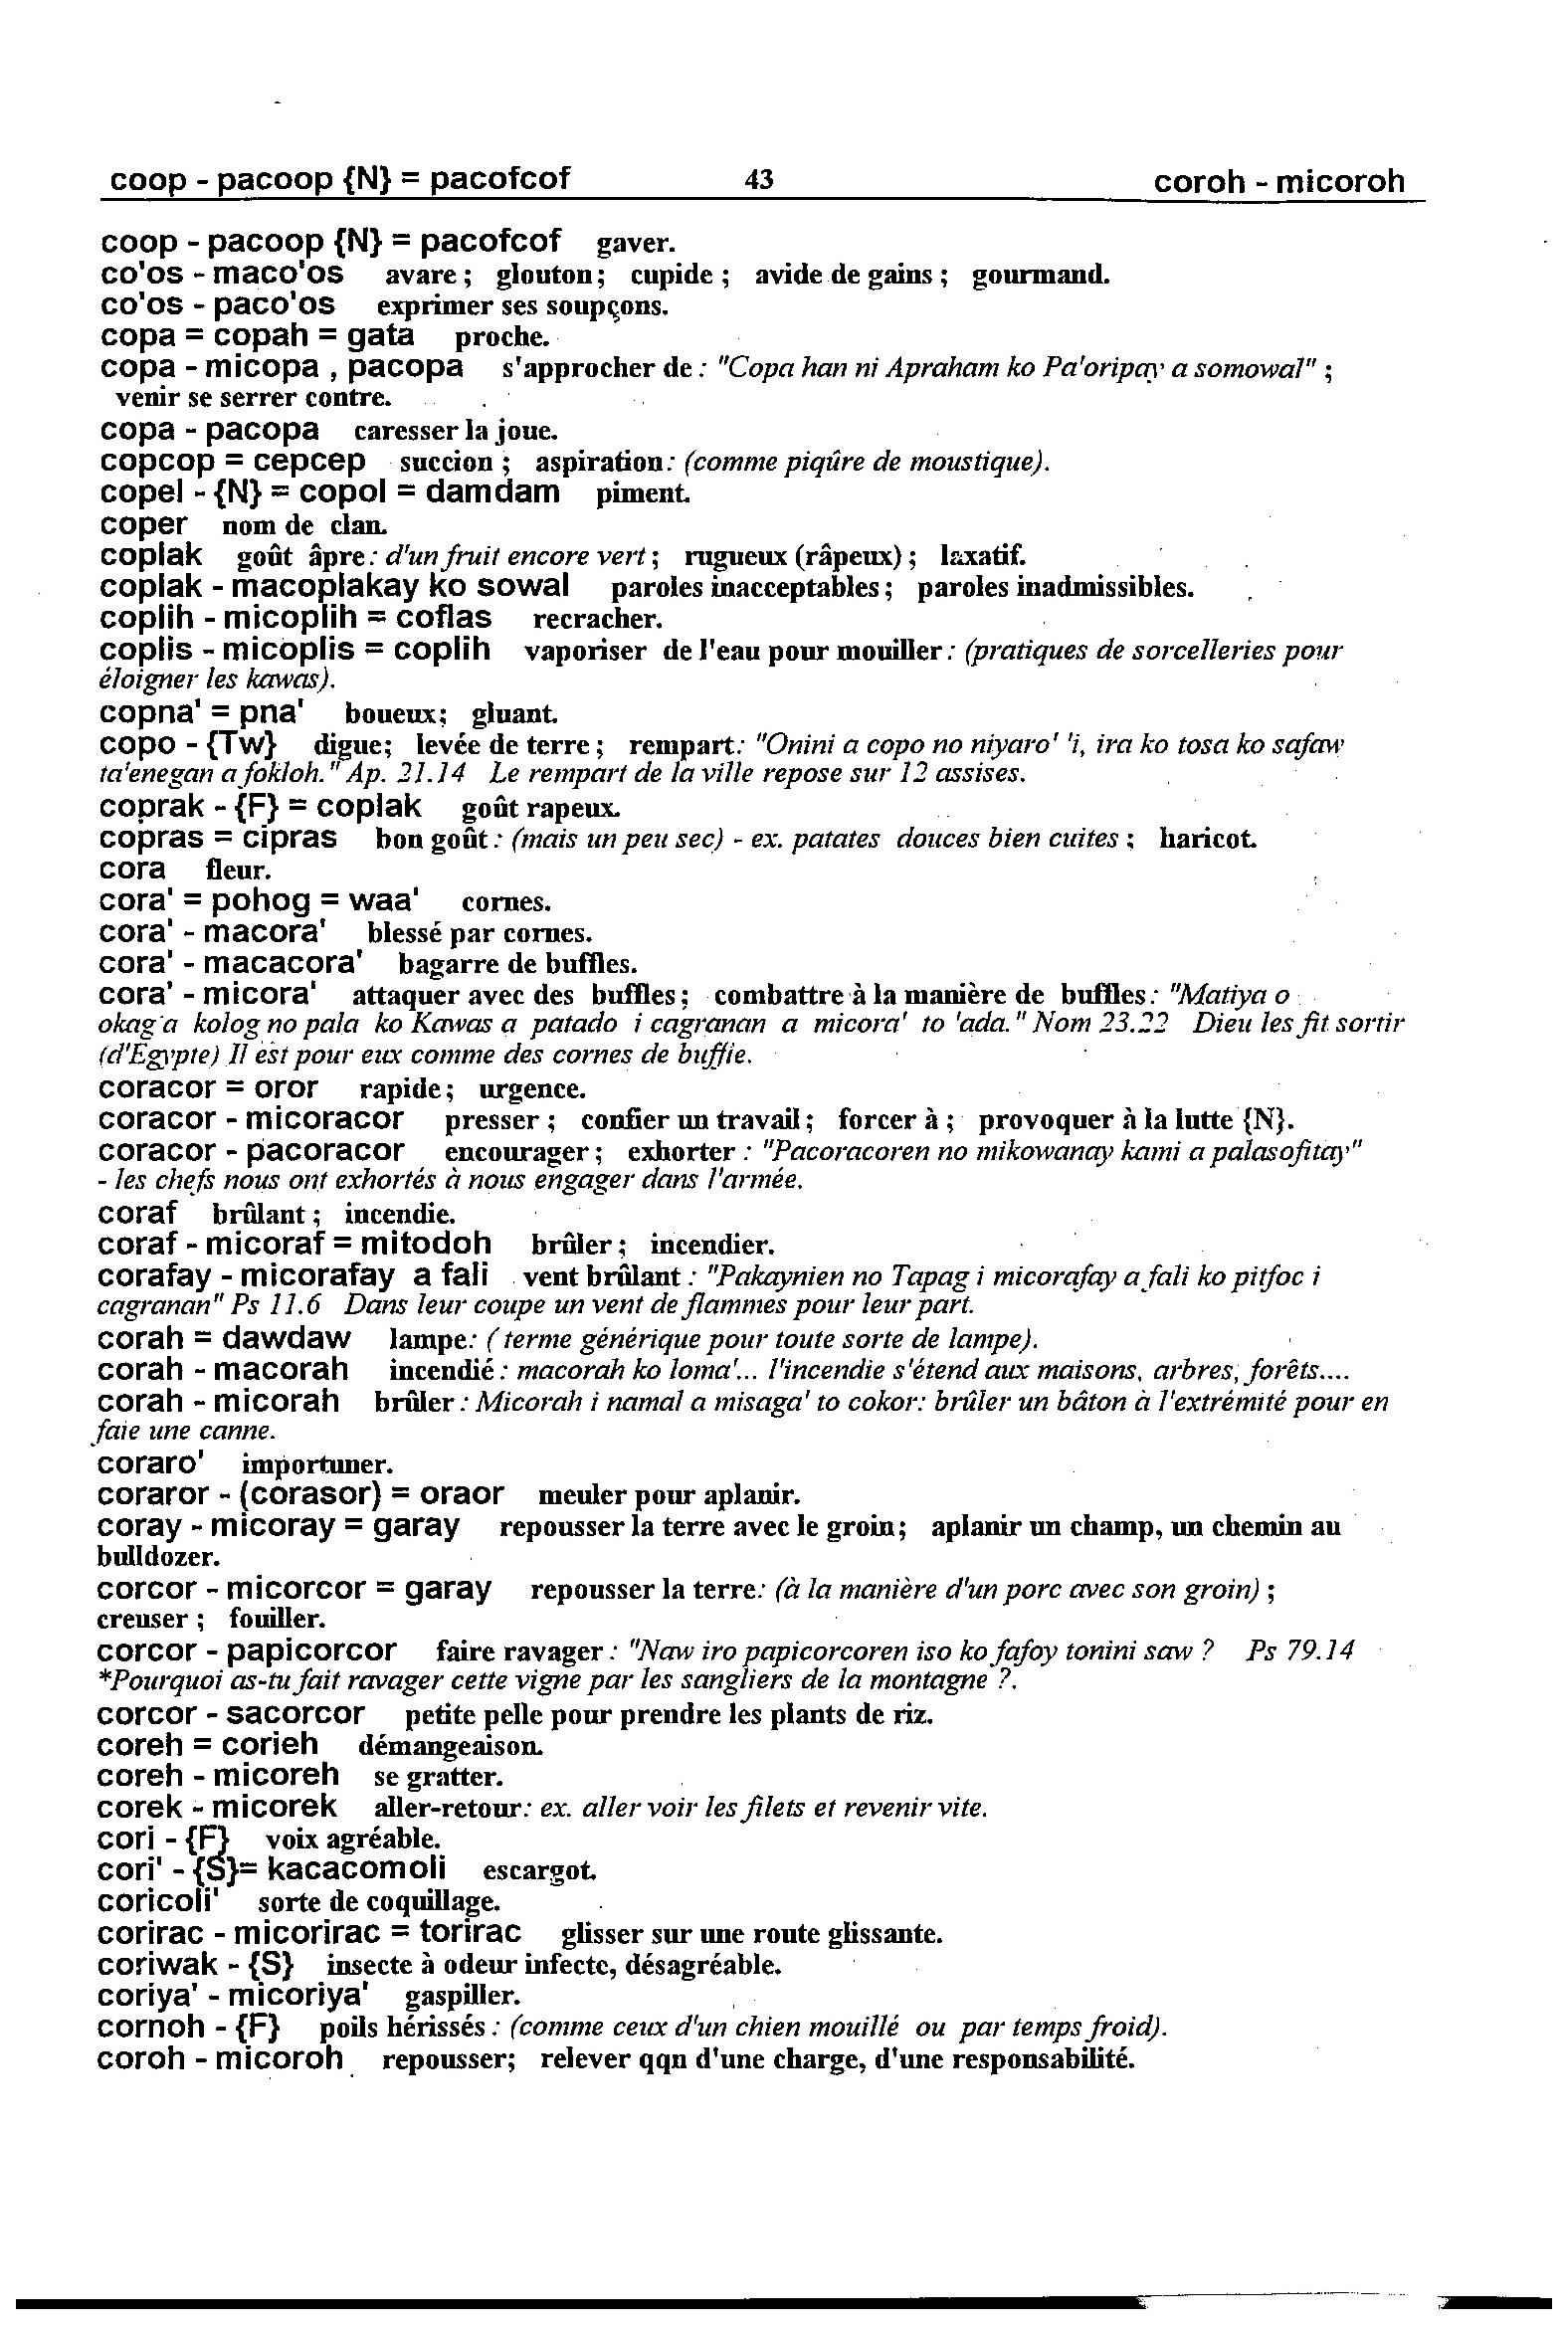 coop - pacoop {N} = pacofcof 43 coroh - micoroh
coop - pacoop {N} = pacofcof gaver.
co'os - maco'os avare ; glouton ; cupide ; avide de gains ; gourmand.
co'os - paco'os exprimer ses soupçons.
copa = copah = gata proche.
copa - micopa , pacopa s'approcher de : "Copa han ni Apraham ko Pa'oripay a somowal" ;
venir se serrer contre.
copa - pacopa caresser la joue.
copcop = cepcep succion ; aspiration: (comme piqûre de moustique).
copel - {N} = copol = damdam piment.
coper nom de clan.
coplak goût âpre : d'un fruit encore vert ; rugueux (râpeux) ; laxatif.
coplak - macoplakay ko sowal paroles inacceptables ; paroles inadmissibles.
coplih - micoplih = coflas recracher.
coplis - micoplis = coplih vaporiser de l'eau pour mouiller : (pratiques de sorcelleries pour
éloigner les kawas).
copna' = pna' boueux; gluant.
copo - {Tw} digue; levée de terre ; rempart: "Onini a copo no niyaro' 'i, ira ko tosa ko safaw
ta'enegan a fokloh." Ap. 21.14 Le rempart de la ville repose sur 12 assises.
coprak - {F} = coplak goût rapeux.
copras = cipras bon goût : (mais un peu sec) - ex. patates douces bien cuites ; haricot.
cora fleur.
cora' = pohog = waa' cornes.
cora' - macora' blessé par cornes.
cora' - macacora' bagarre de buffles.
cora' - micora' attaquer avec des buffles ; combattre à la manière de buffles : "Matiya o
okag a kolog no pala ko Kawas a patado i cagranan a micora' to 'ada." Nom 23.22 Dieu les fit sortir
(d'Egypte) Il est pour eux comme des cornes de buffle.
coracor = oror rapide ; urgence.
coracor - micoracor presser ; confier un travail ; forcer à ; provoquer à la lutte {N}.
coracor - pacoracor encourager ; exhorter : "Pacoracoren no mikowanay kami a palasofitay"
- les chefs nous ont exhortés à nous engager dans l'armée.
coraf brûlant ; incendie.
coraf - micoraf = mitodoh brûler ; incendier.
corafay - micorafay a fali vent brûlant : "Pakaynien no Tapag i micorafay a fali ko pitfoc i
cagranan" Ps 11.6 Dans leur coupe un vent de flammes pour leur part.
corah = dawdaw lampe: ( terme générique pour toute sorte de lampe).
corah - macorah incendié : macorah ko loma'... l'incendie s'étend aux maisons, arbres, forêts....
corah - micorah brûler : Micorah i namal a misaga' to cokor: brûler un bâton à l'extrémité pour en
faie une canne.
coraro' importuner.
coraror - (corasor) = oraor meuler pour aplanir.
coray - micoray = garay repousser la terre avec le groin ; aplanir un champ, un chemin au
bulldozer.
corcor - micorcor = garay repousser la terre: (à la manière d'un porc avec son groin) ;
creuser ; fouiller.
corcor - papicorcor faire ravager : "Naw iro papicorcoren iso ko fafoy tonini saw ? Ps 79.14
*Pourquoi as-tu fait ravager cette vigne par les sangliers de la montagne ?.
corcor - sacorcor petite pelle pour prendre les plants de riz.
coreh = corieh démangeaison.
coreh - micoreh se gratter.
corek - micorek aller-retour: ex. aller voir les filets et revenir vite.
cori - {F} voix agréable.
cori' - {S}= kacacomoli escargot.
coricoli' sorte de coquillage.
corirac - micorirac = torirac glisser sur une route glissante.
coriwak - {S} insecte à odeur infecte, désagréable.
coriya' - micoriya' gaspiller.
cornoh - {F} poils hérissés : (comme ceux d'un chien mouillé ou par temps froid).
coroh - micoroh repousser; relever qqn d'une charge, d'une responsabilité.